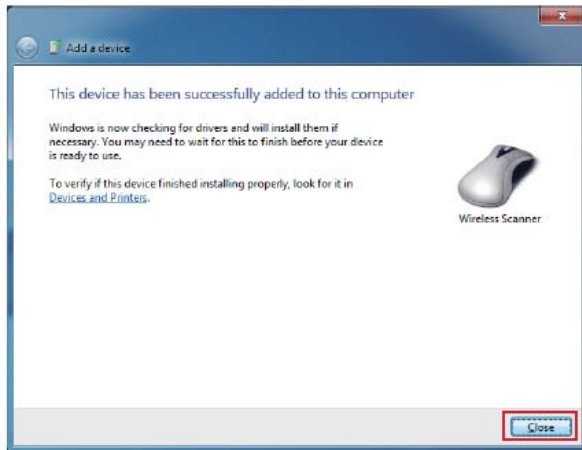 Add a device
This device has been successfully added to this computer
Windows is now checking for drivers and will install them if
necessary. You may need to wait for this to finish before your device
is ready to use.
To verify if this device finished installing properly, look for it in
Devices and Printers.
Wireless Scanner
Close